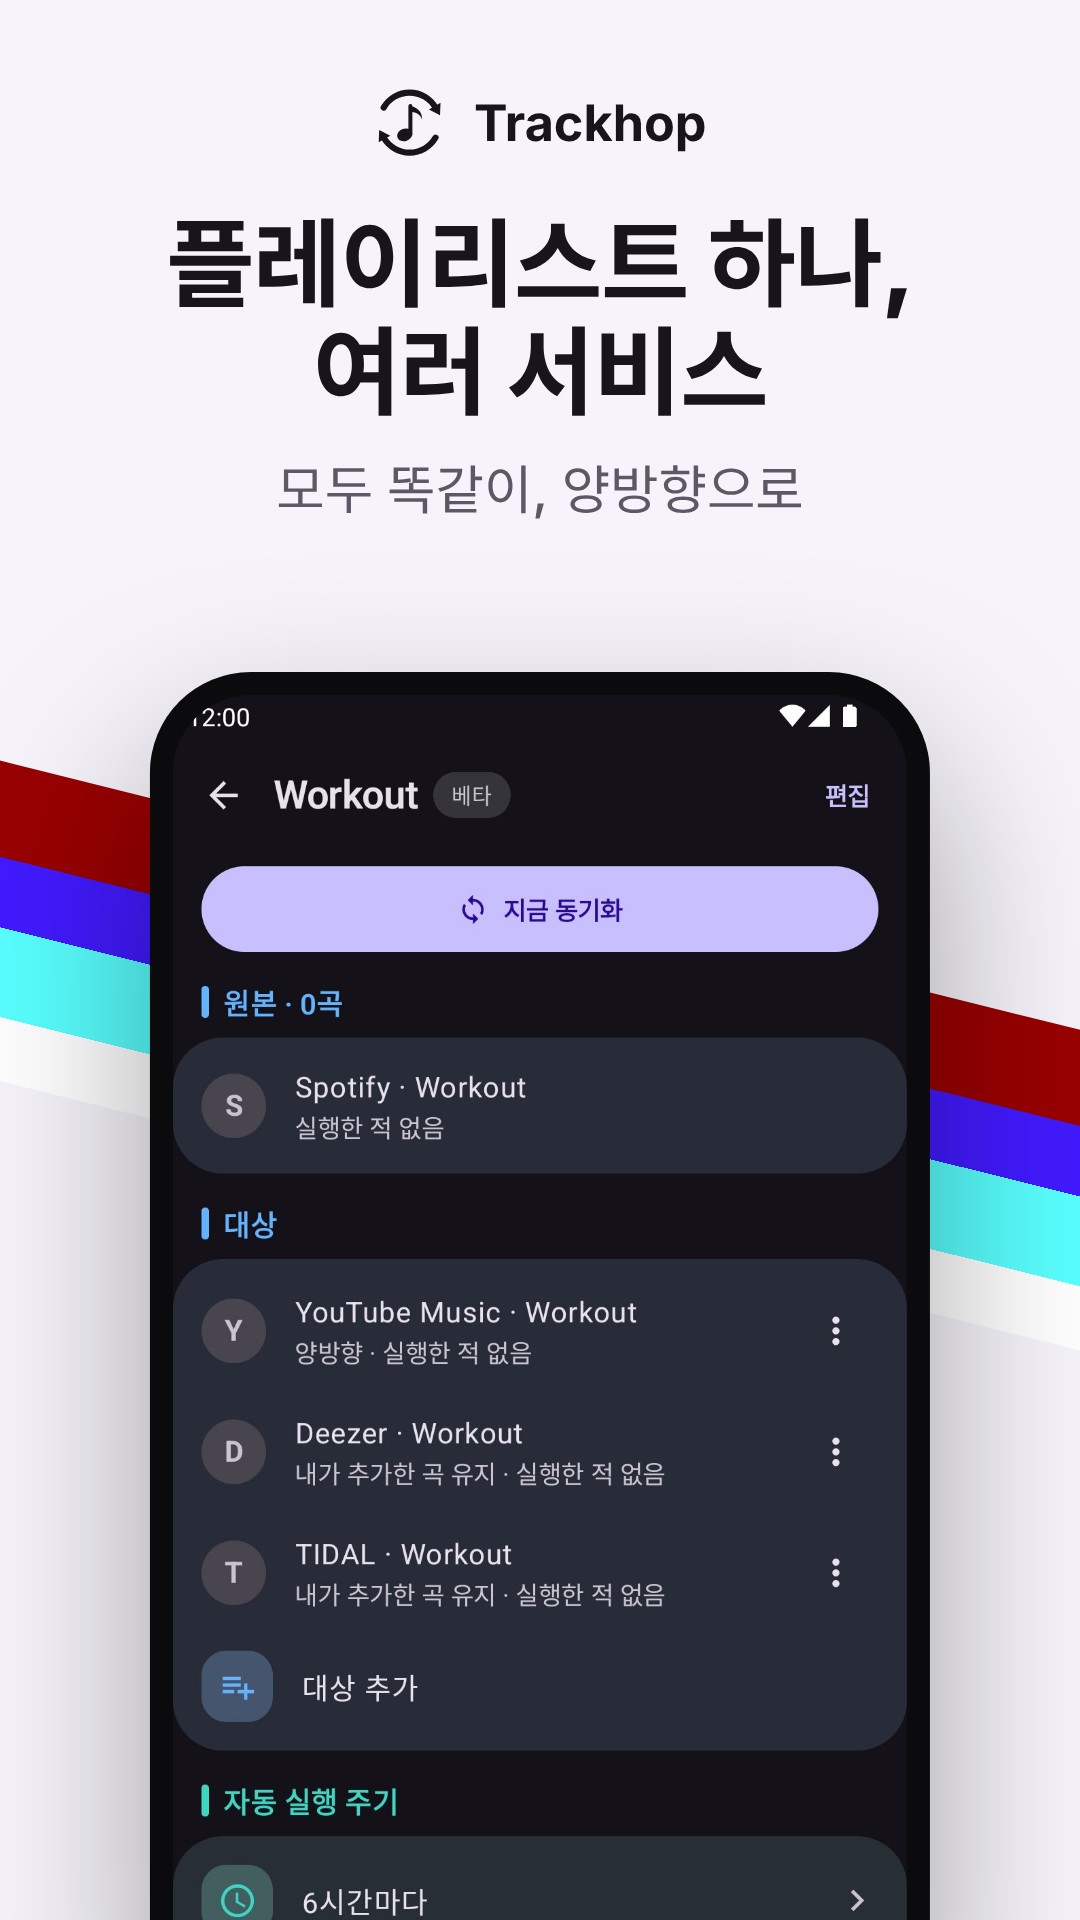 Trackhop
플레이리스트 하나,
여러 서비스
모두 똑같이, 양방향으로
12:00
Workout 베타 편집
지금 동기화
원본 · 0곡
S
Spotify · Workout
실행한 적 없음
대상
Y
YouTube Music · Workout
양방향 · 실행한 적 없음
D
Deezer · Workout
내가 추가한 곡 유지 · 실행한 적 없음
T
TIDAL · Workout
내가 추가한 곡 유지 · 실행한 적 없음
대상 추가
자동 실행 주기
6시간마다